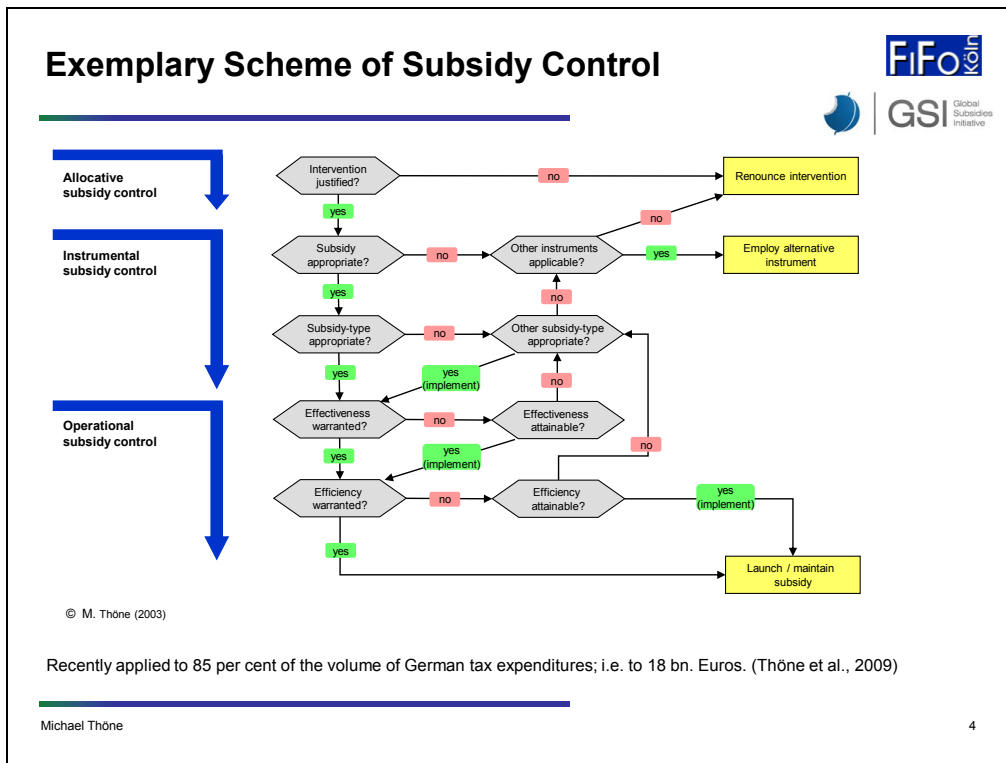 Exemplary Scheme of Subsidy Control
FiFo Köln
GSI
Global
Subsidies
Initiative
Allocative
subsidy control
Intervention
justified?
no
Renounce intervention
yes
no
Instrumental
subsidy control
Subsidy
appropriate?
no
Other instruments
applicable?
yes
Employ alternative
instrument
yes
no
Subsidy-type
appropriate?
no
Other subsidy-type
appropriate?
yes
yes
(implement)
no
Operational
subsidy control
Effectiveness
warranted?
no
Effectiveness
attainable?
no
yes
yes
(implement)
Efficiency
warranted?
no
Efficiency
attainable?
yes
(implement)
yes
Launch / maintain
subsidy
© M. Thöne (2003)
Recently applied to 85 per cent of the volume of German tax expenditures; i.e. to 18 bn. Euros. (Thöne et al., 2009)
Michael Thöne
4